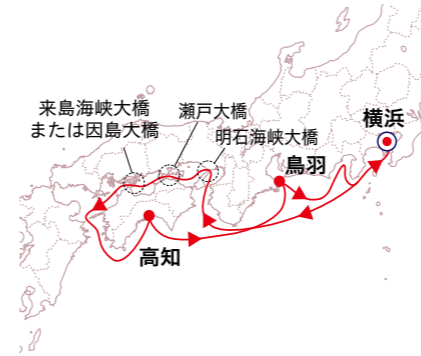 来島海峡大橋
または因島大橋
瀬戸大橋
明石海峡大橋
横浜
鳥羽
高知